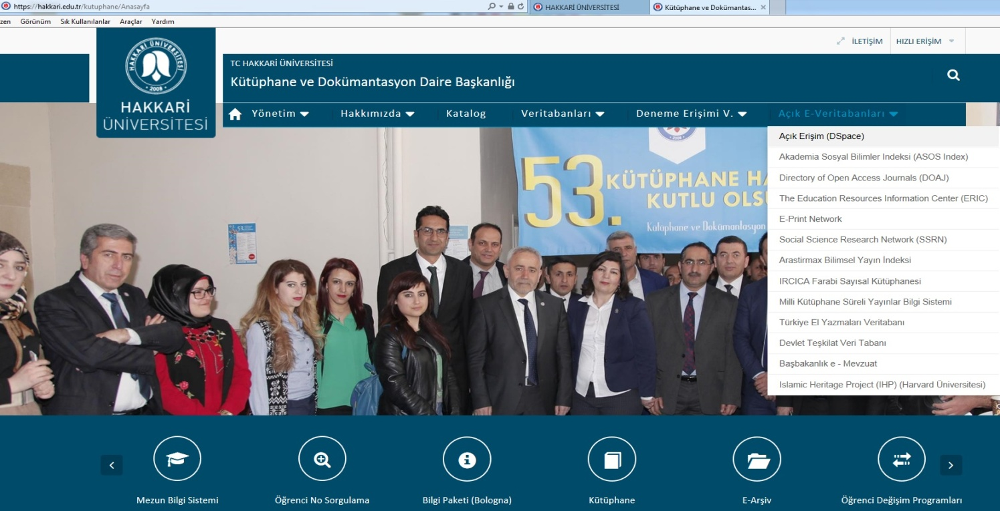 https://hakkari.edu.tr/kutuphane/Anasayfa
HAKKARİ ÜNİVERSİTESİ
Kütüphane ve Dokümantas...
zen Görünüm Sık Kullanılanlar Araçlar Yardım
İLETİŞİM HIZLI ERİŞİM
HAKKARİ ÜNİVERSİTESİ
2008
HAKKARİ
ÜNİVERSİTESİ
TC HAKKARİ ÜNİVERSİTESİ
Kütüphane ve Dokümantasyon Daire Başkanlığı
Yönetim Hakkımızda Katalog Veritabanları Deneme Erişimi V. Açık E-Veritabanları
Açık Erişim (DSpace)
Akademia Sosyal Bilimler Indeksi (ASOS Index)
Directory of Open Access Journals (DOAJ)
The Education Resources Information Center (ERIC)
E-Print Network
Social Science Research Network (SSRN)
Arastirmax Bilimsel Yayın İndeksi
IRCICA Farabi Sayısal Kütüphanesi
Milli Kütüphane Süreli Yayınlar Bilgi Sistemi
Türkiye El Yazmaları Veritabanı
Devlet Teşkilat Veri Tabanı
Başbakanlık e - Mevzuat
Islamic Heritage Project (IHP) (Harvard Üniversitesi)
2008
53. KÜTÜPHANE HA
KUTLU OLSU
Kütüphane ve Dokümantasyon
53.
Mezun Bilgi Sistemi
Öğrenci No Sorgulama
Bilgi Paketi (Bologna)
Kütüphane
E-Arşiv
Öğrenci Değişim Programları